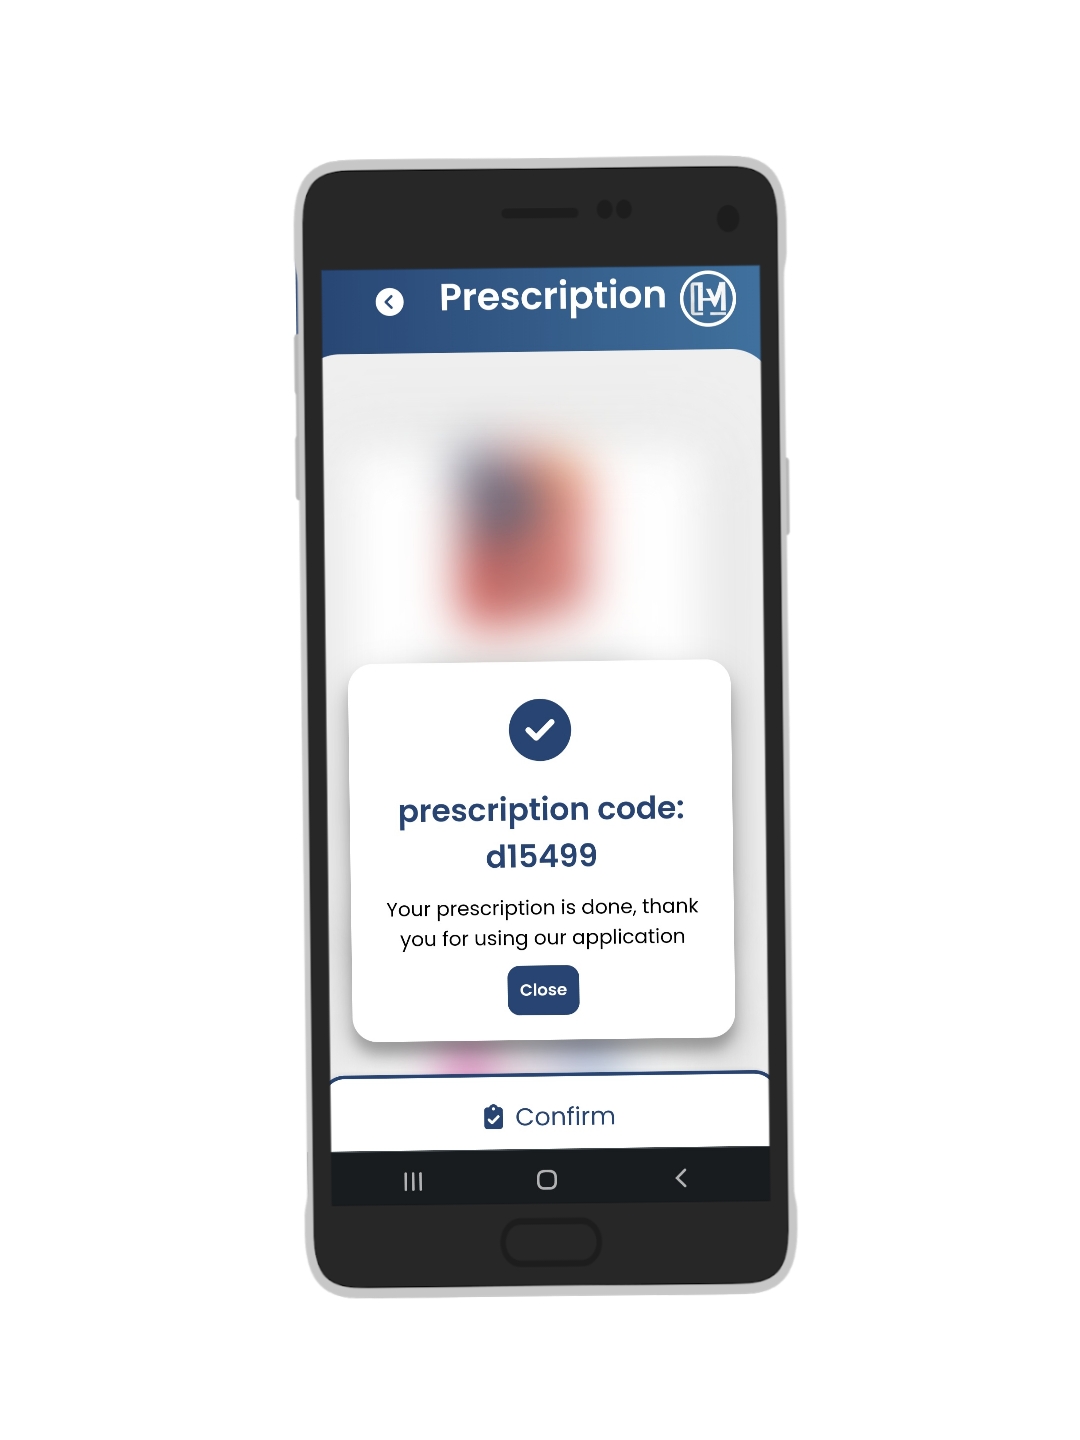 Prescription
prescription code:
d15499
Your prescription is done, thank
you for using our application
Close
Confirm